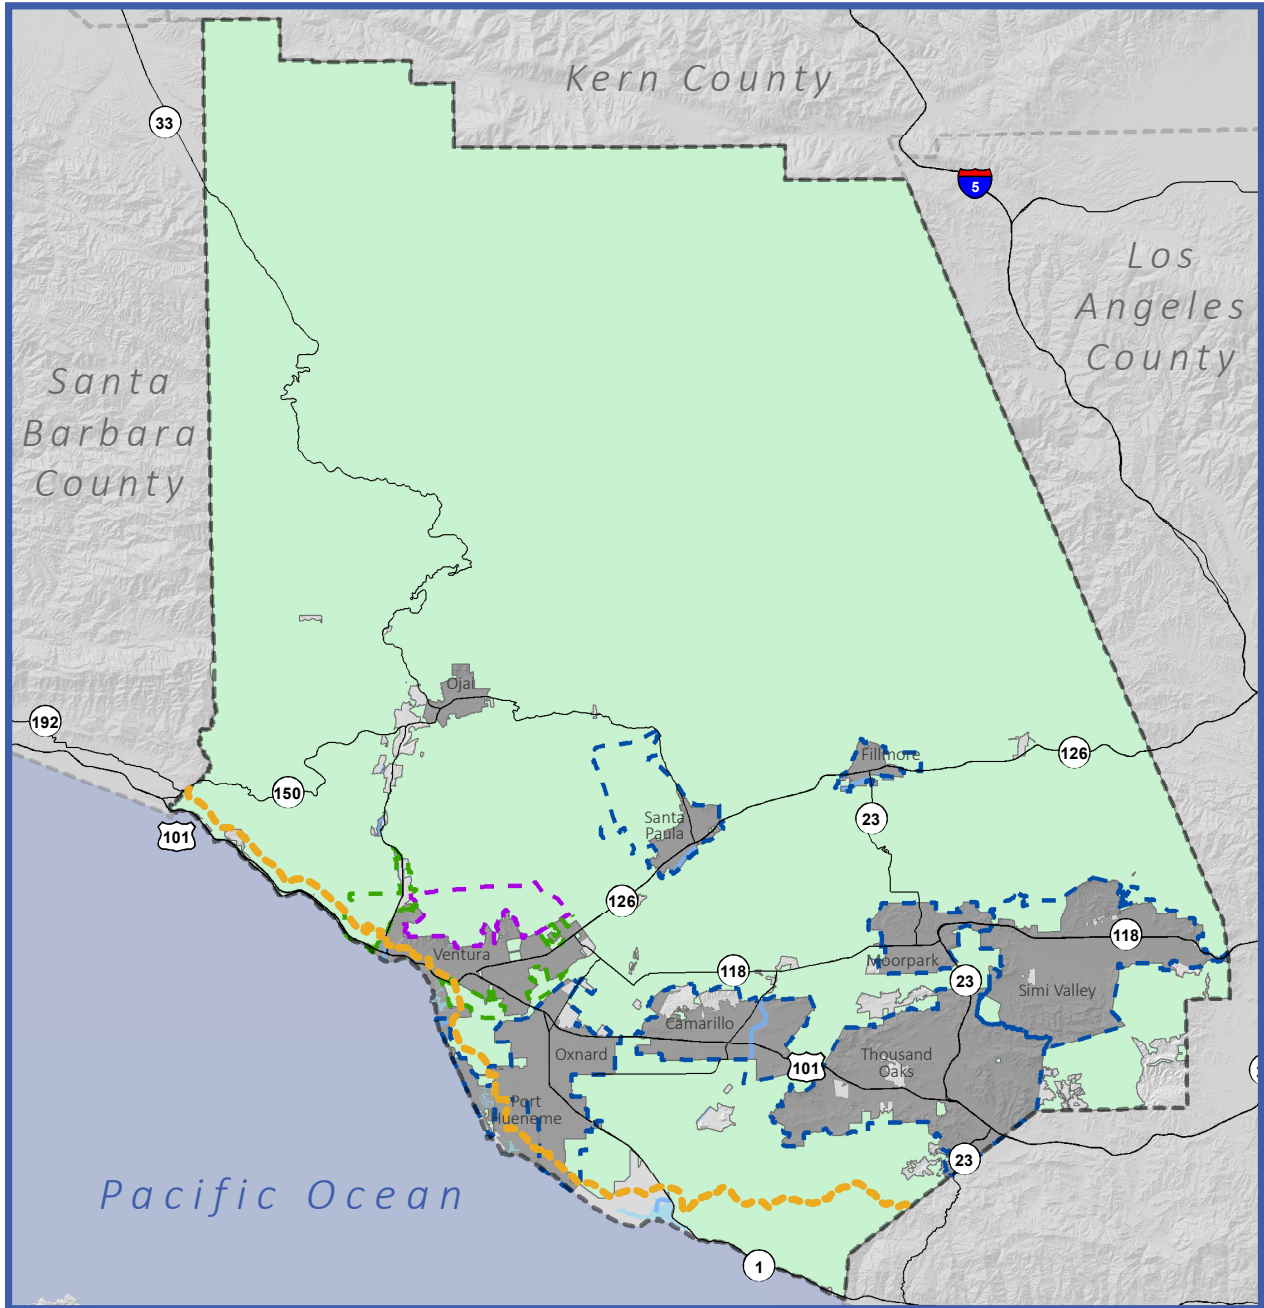 Kern County
33
5
Los
Angeles
County
Santa
Barbara
County
Ojai
192
150
101
126
Fillmore
23
Santa
Paula
126
118
Ventura
118
Moorpark
23
Simi Valley
Camarillo
Oxnard
101
Thousand
Oaks
Port
Hueneme
23
Pacific Ocean
1